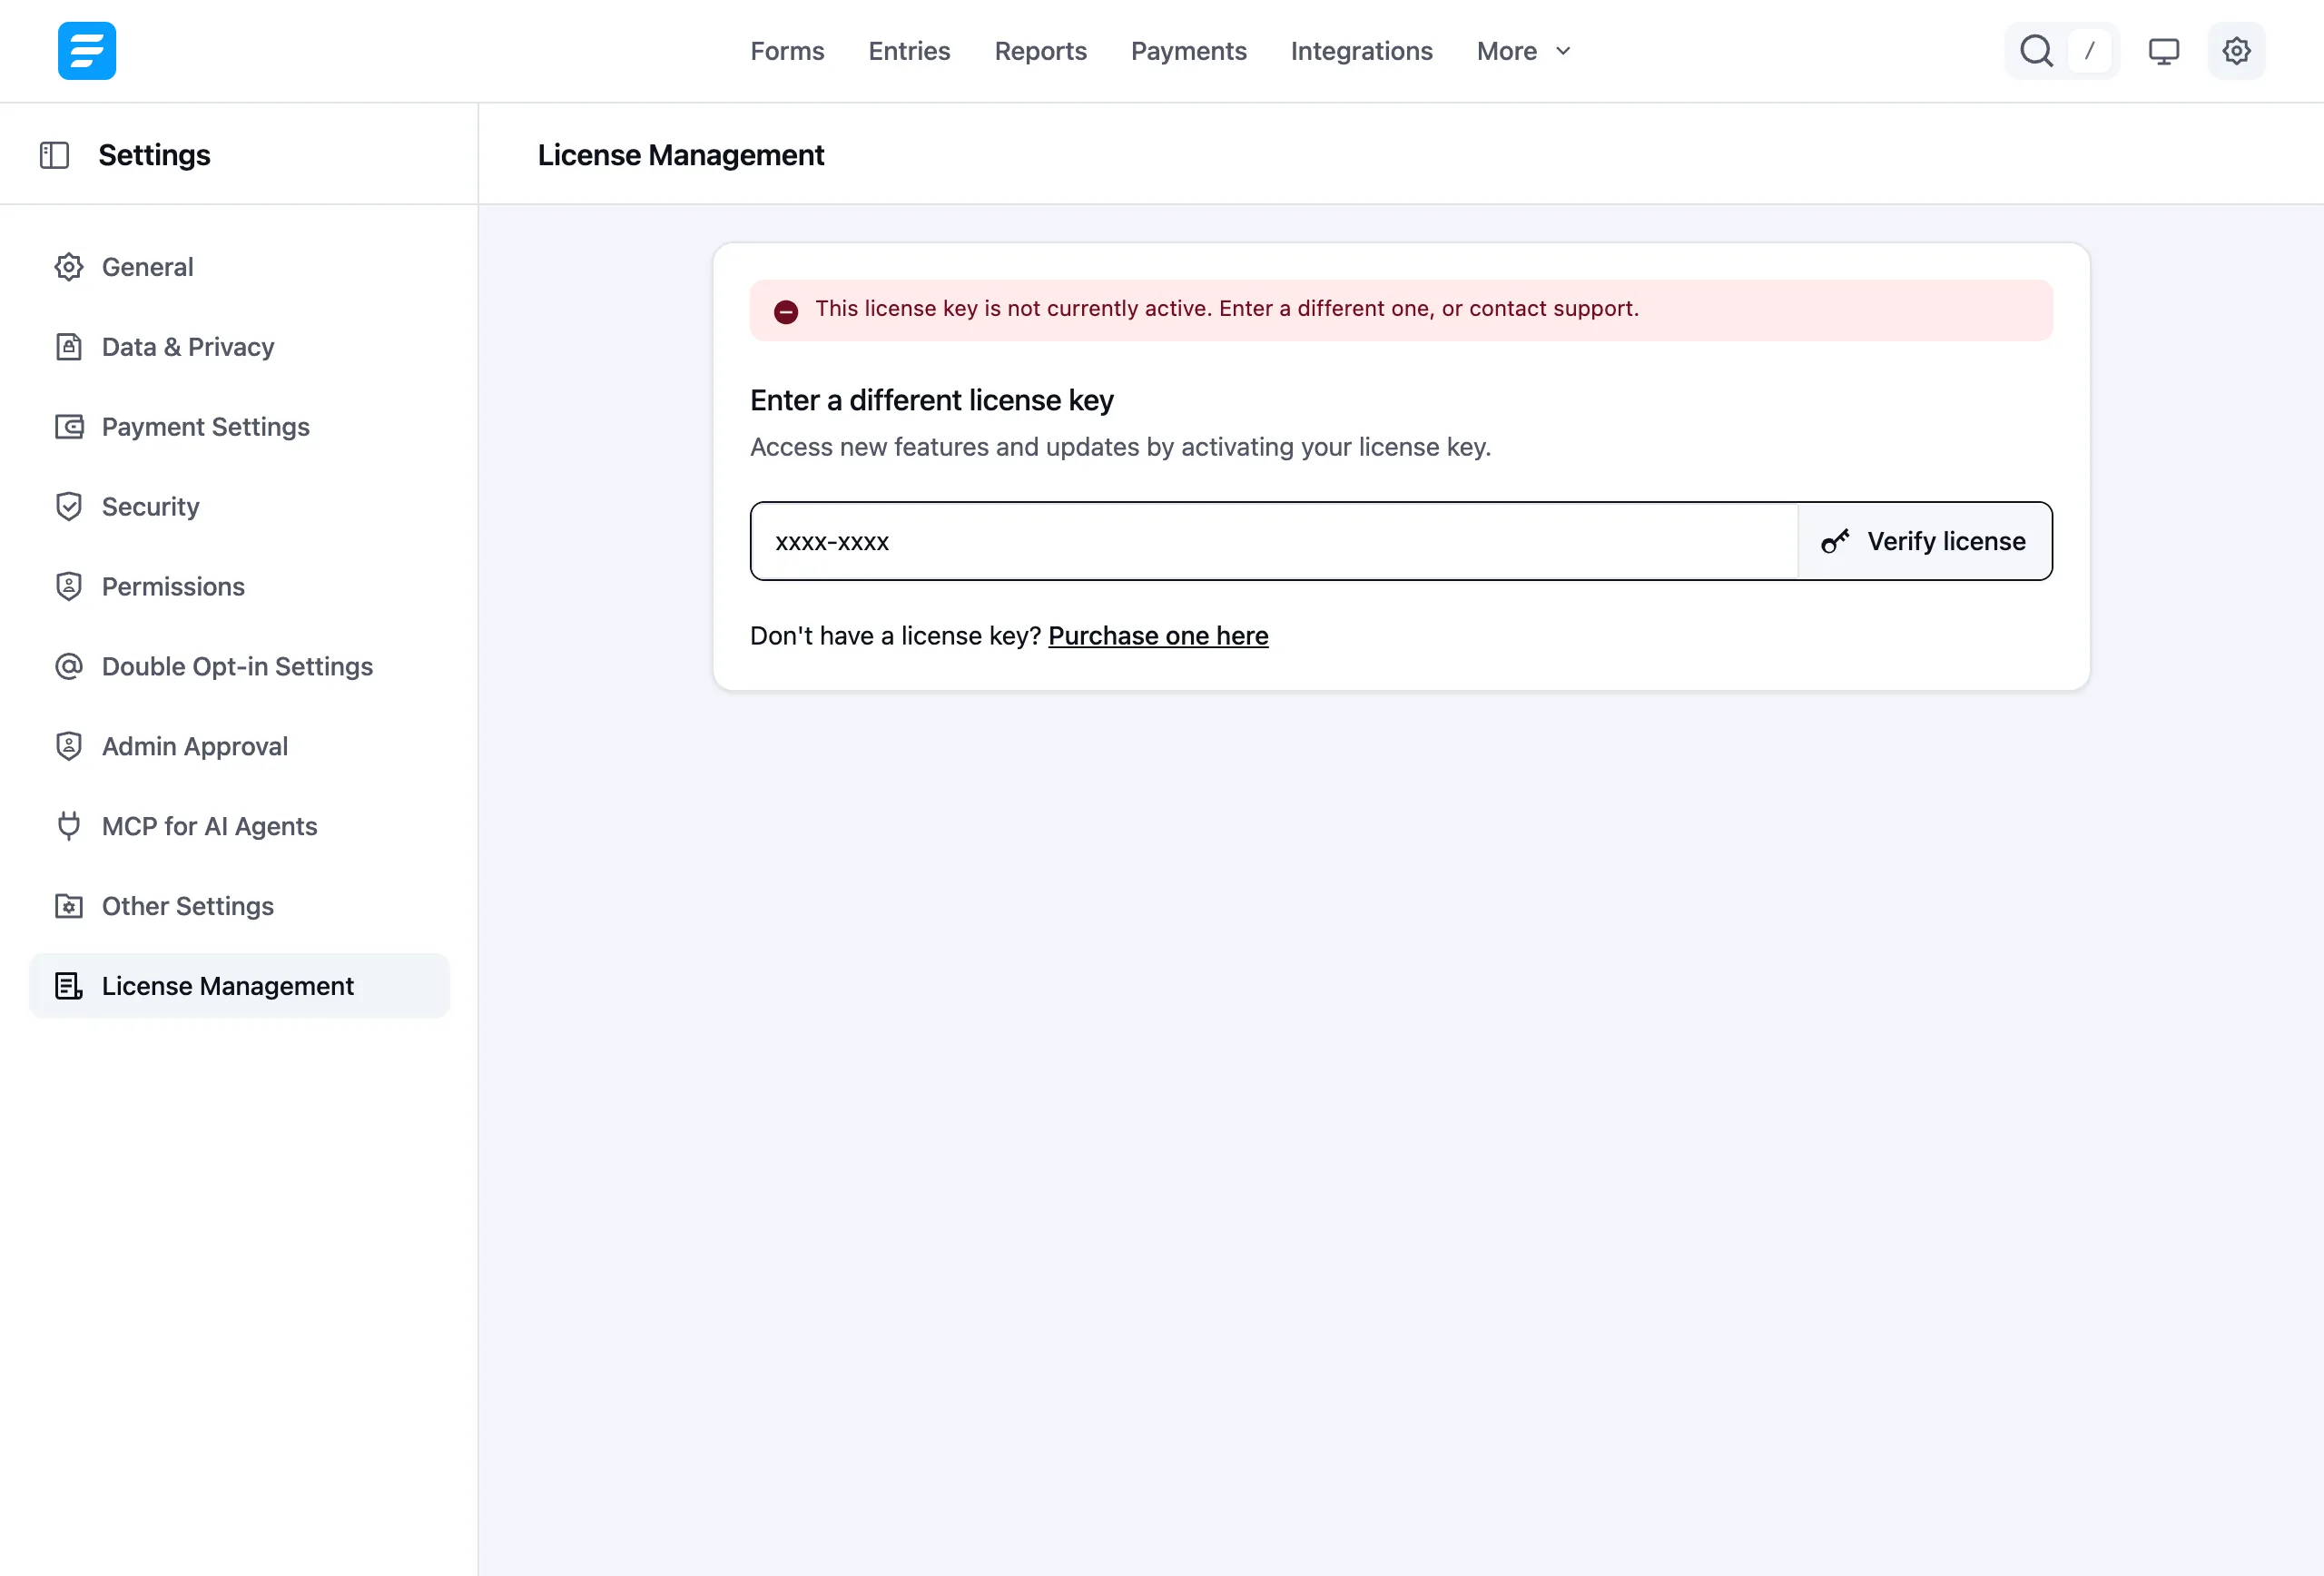 Forms Entries Reports Payments Integrations More /
Settings
License Management
General
Data & Privacy
Payment Settings
Security
Permissions
Double Opt-in Settings
Admin Approval
MCP for AI Agents
Other Settings
License Management
This license key is not currently active. Enter a different one, or contact support.
Enter a different license key
Access new features and updates by activating your license key.
xxxx-xxxx Verify license
Don't have a license key? Purchase one here